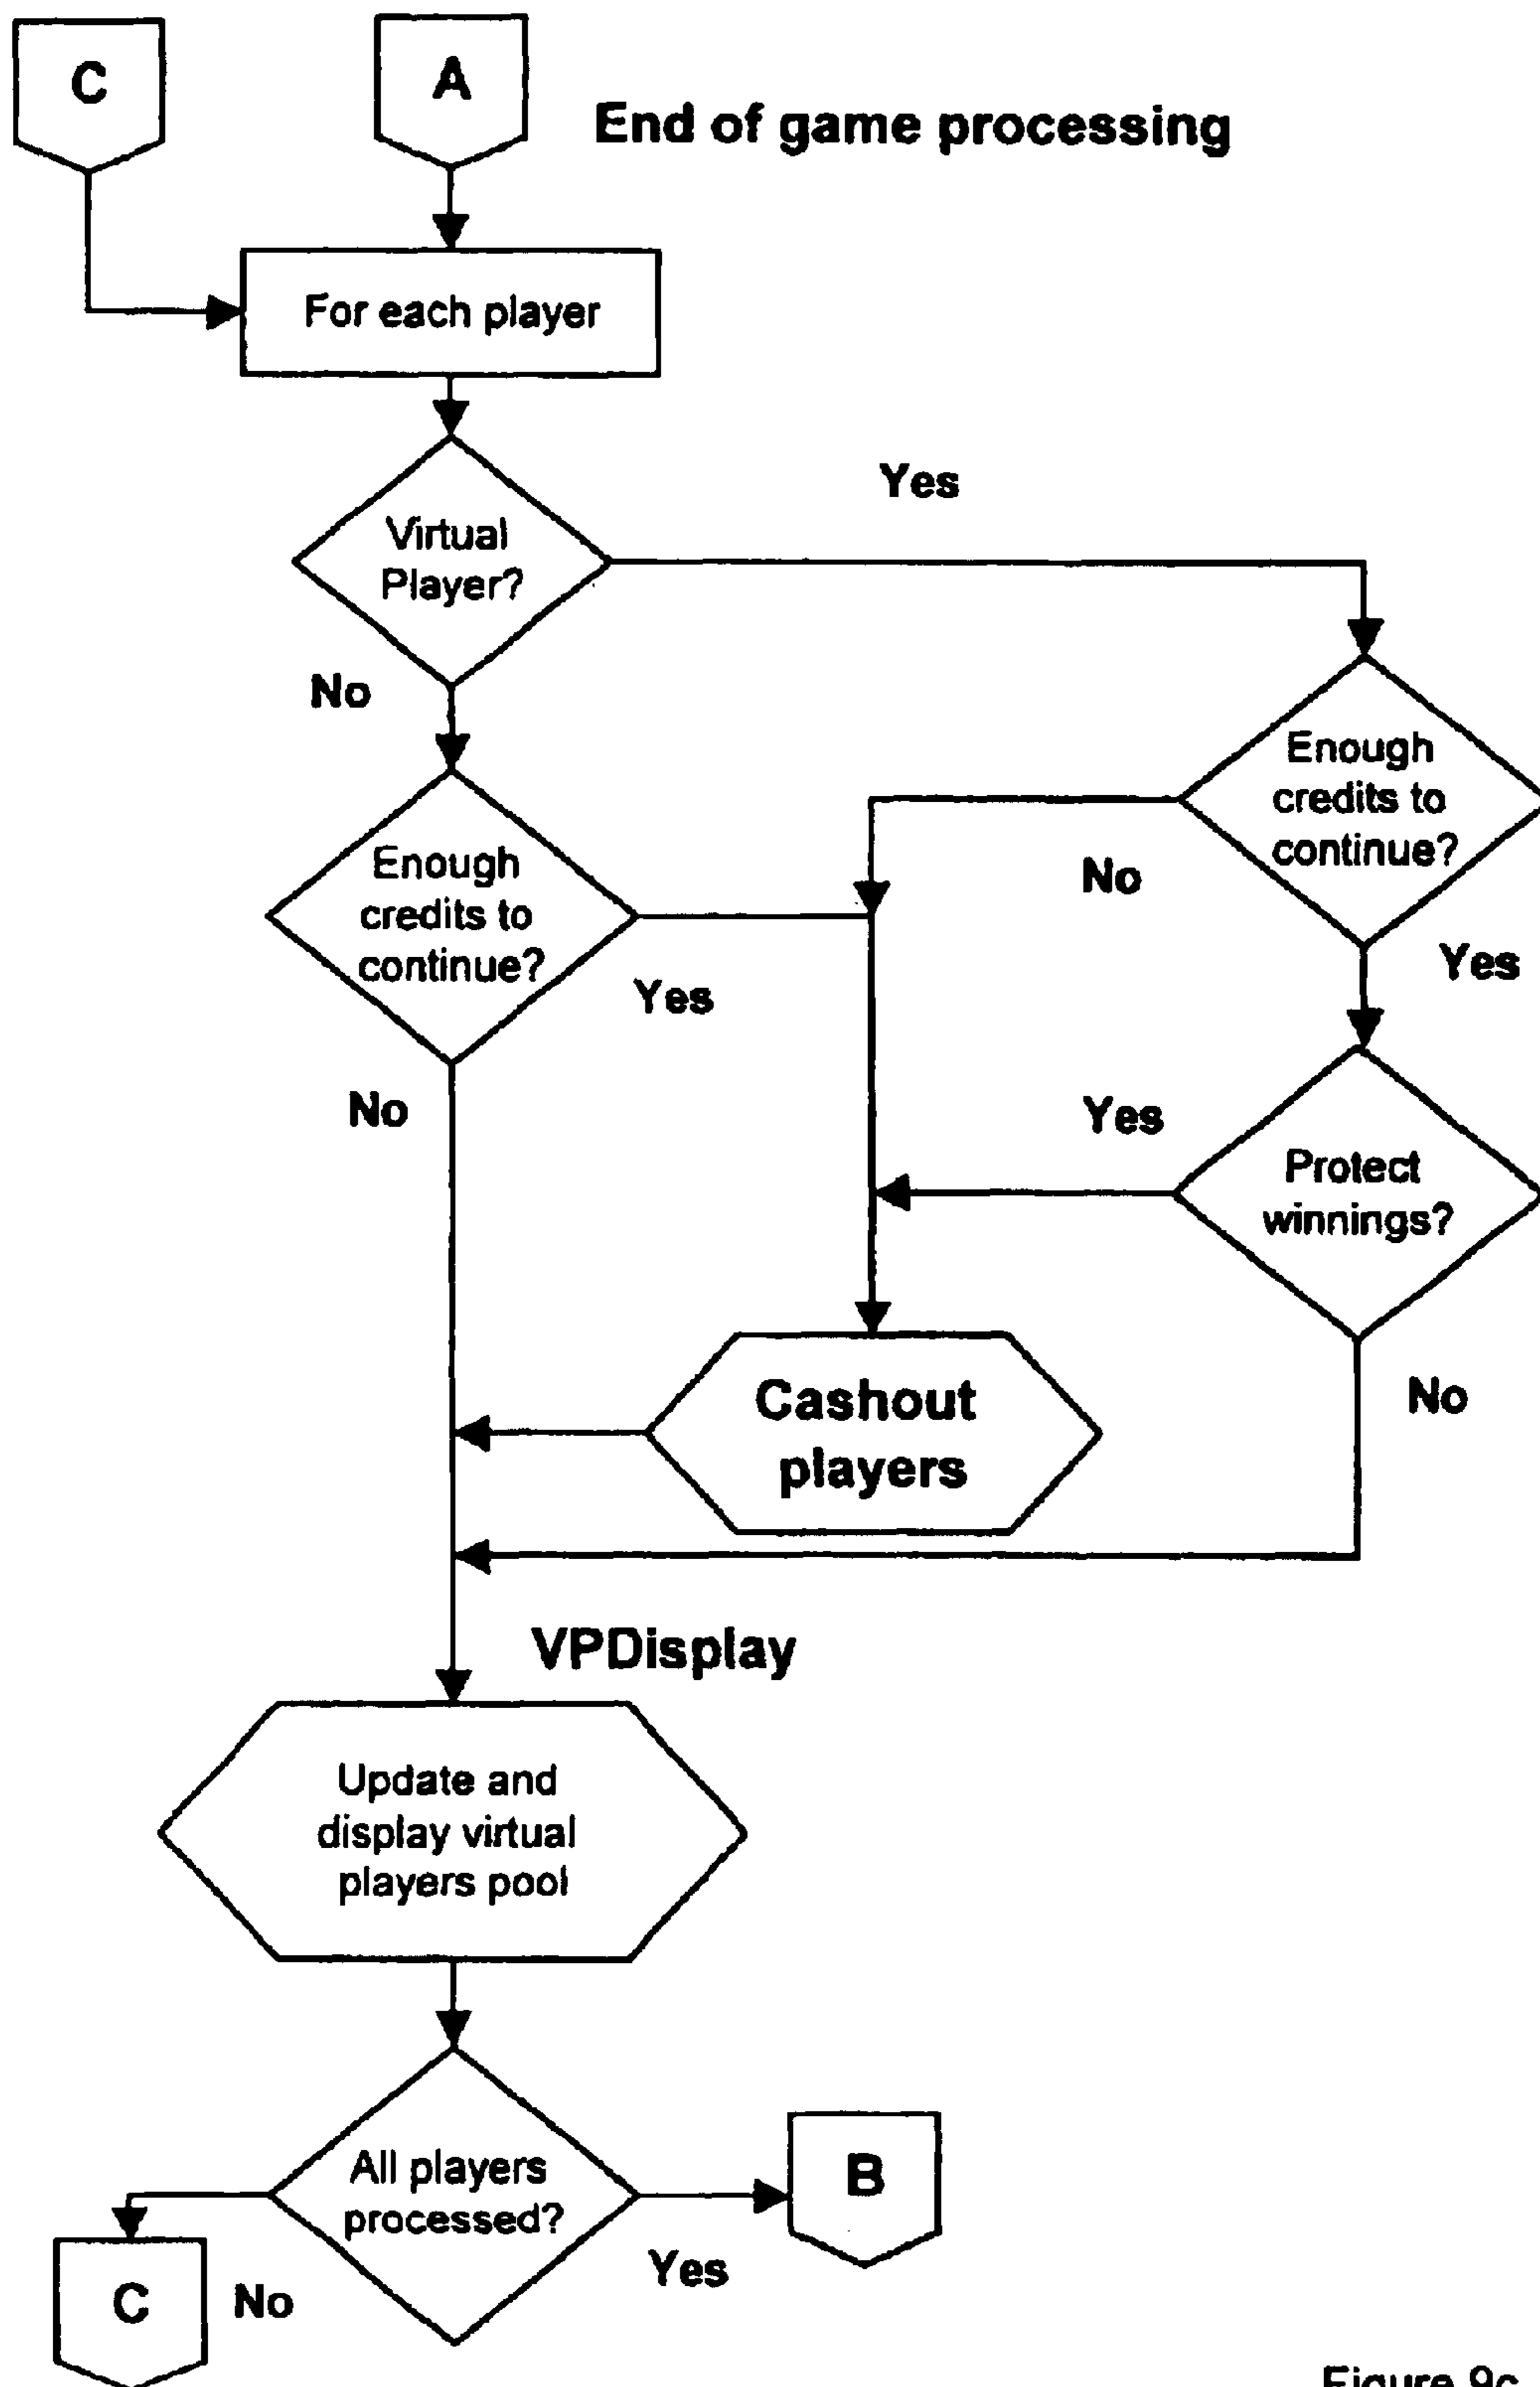 C
A
End of game processing
For each player
Yes
Virtual
Player?
No
Enough
credits to
continue?
No
Enough
credits to
continue?
Yes
Yes
No
Yes
Protect
winnings?
Cashout
players
No
VPDisplay
Update and
display virtual
players pool
All players
processed?
B
Yes
C
No
Figure 9c